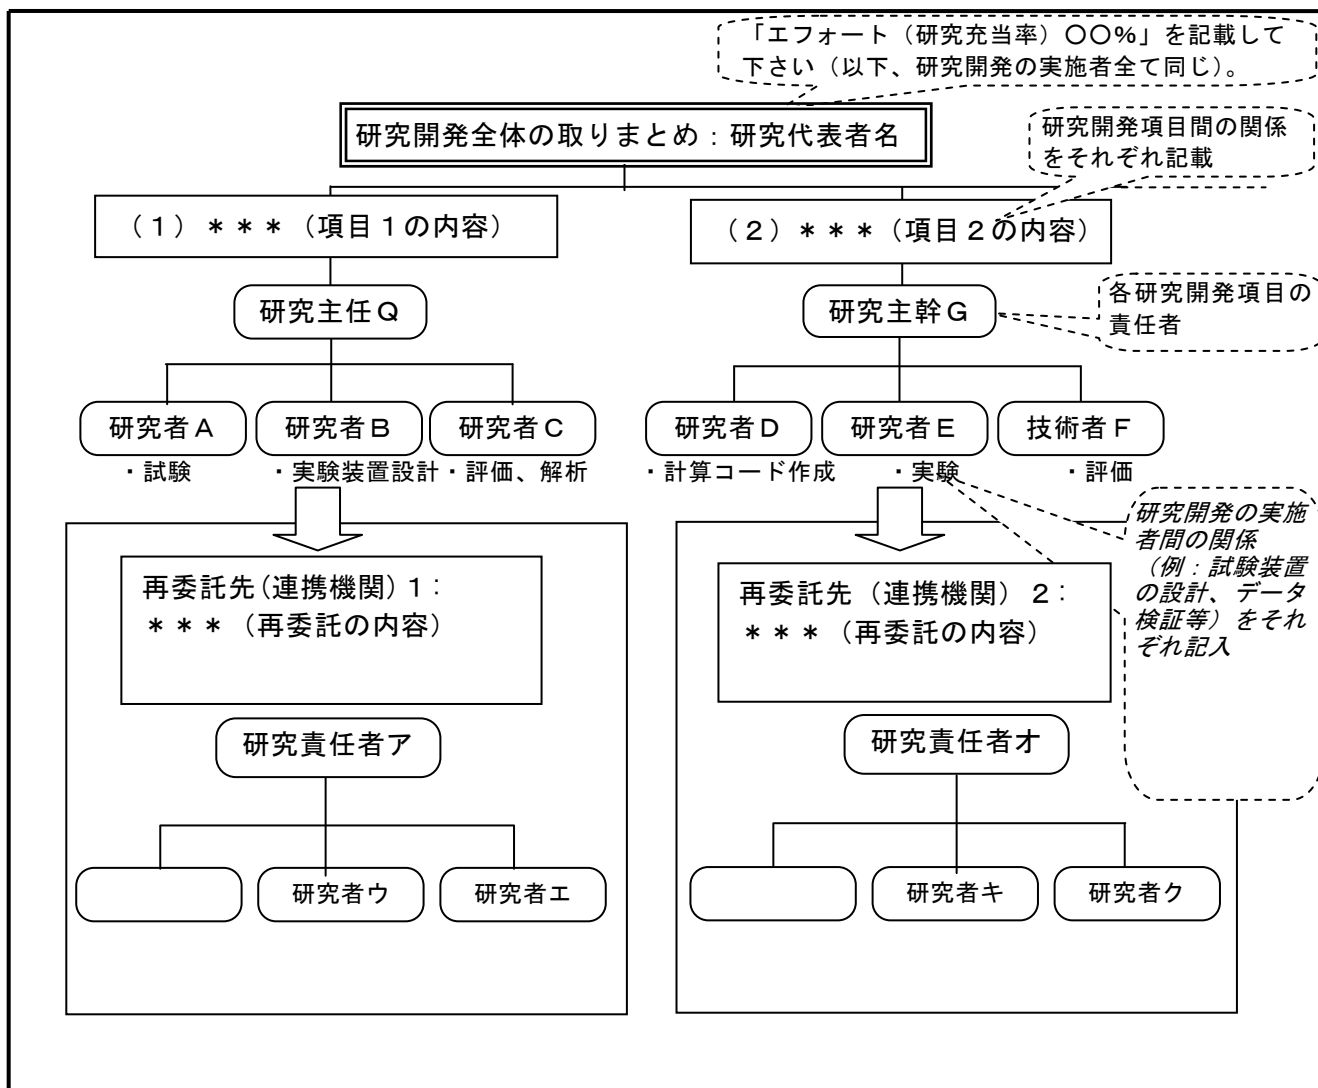 「エフォート（研究充当率）〇〇%」を記載して
下さい（以下、研究開発の実施者全て同じ）。
研究開発全体の取りまとめ：研究代表者名
研究開発項目間の関係
をそれぞれ記載
（１）＊＊＊（項目１の内容）
（２）＊＊＊（項目２の内容）
研究主任Ｑ
研究主幹Ｇ
各研究開発項目の
責任者
研究者Ａ
研究者Ｂ
研究者Ｃ
研究者Ｄ
研究者Ｅ
技術者Ｆ
・試験
・実験装置設計
・評価、解析
・計算コード作成
・実験
・評価
研究開発の実施
者間の関係
（例：試験装置
の設計、データ
検証等）をそれ
ぞれ記入
再委託先(連携機関)１：
＊＊＊（再委託の内容）
再委託先（連携機関）２：
＊＊＊（再委託の内容）
研究責任者ア
研究責任者オ
研究者ウ
研究者エ
研究者キ
研究者ク